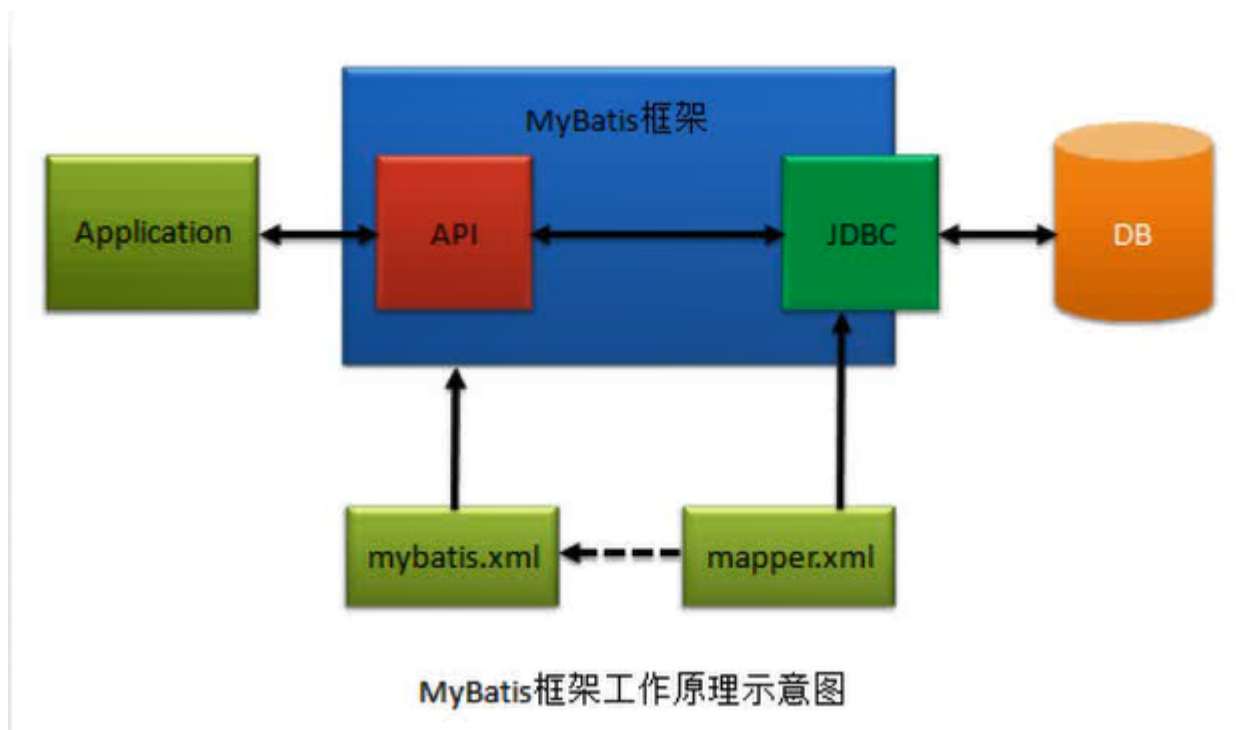 MyBatis框架
Application
API
JDBC
DB
mybatis.xml
mapper.xml
MyBatis框架工作原理示意图